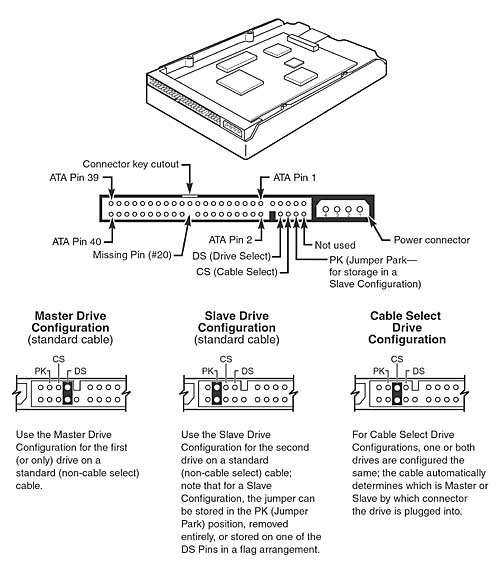 Connector key cutout
ATA Pin 39
ATA Pin 1
4 3 2 1
ATA Pin 40
ATA Pin 2
Not used
Power connector
Missing Pin (#20)
DS (Drive Select)
PK (Jumper Park—
for storage in a
Slave Configuration)
CS (Cable Select)
Master Drive
Configuration
(standard cable)
CS
PK DS
Use the Master Drive
Configuration for the first
(or only) drive on a
standard (non-cable select)
cable.
Slave Drive
Configuration
(standard cable)
CS
PK DS
Use the Slave Drive
Configuration for the second
drive on a standard
(non-cable select) cable;
note that for a Slave
Configuration, the jumper can
be stored in the PK (Jumper
Park) position, removed
entirely, or stored on one of the
DS Pins in a flag arrangement.
Cable Select
Drive
Configuration
CS
PK DS
For Cable Select Drive
Configurations, one or both
drives are configured the
same; the cable automatically
determines which is Master or
Slave by which connector
the drive is plugged into.